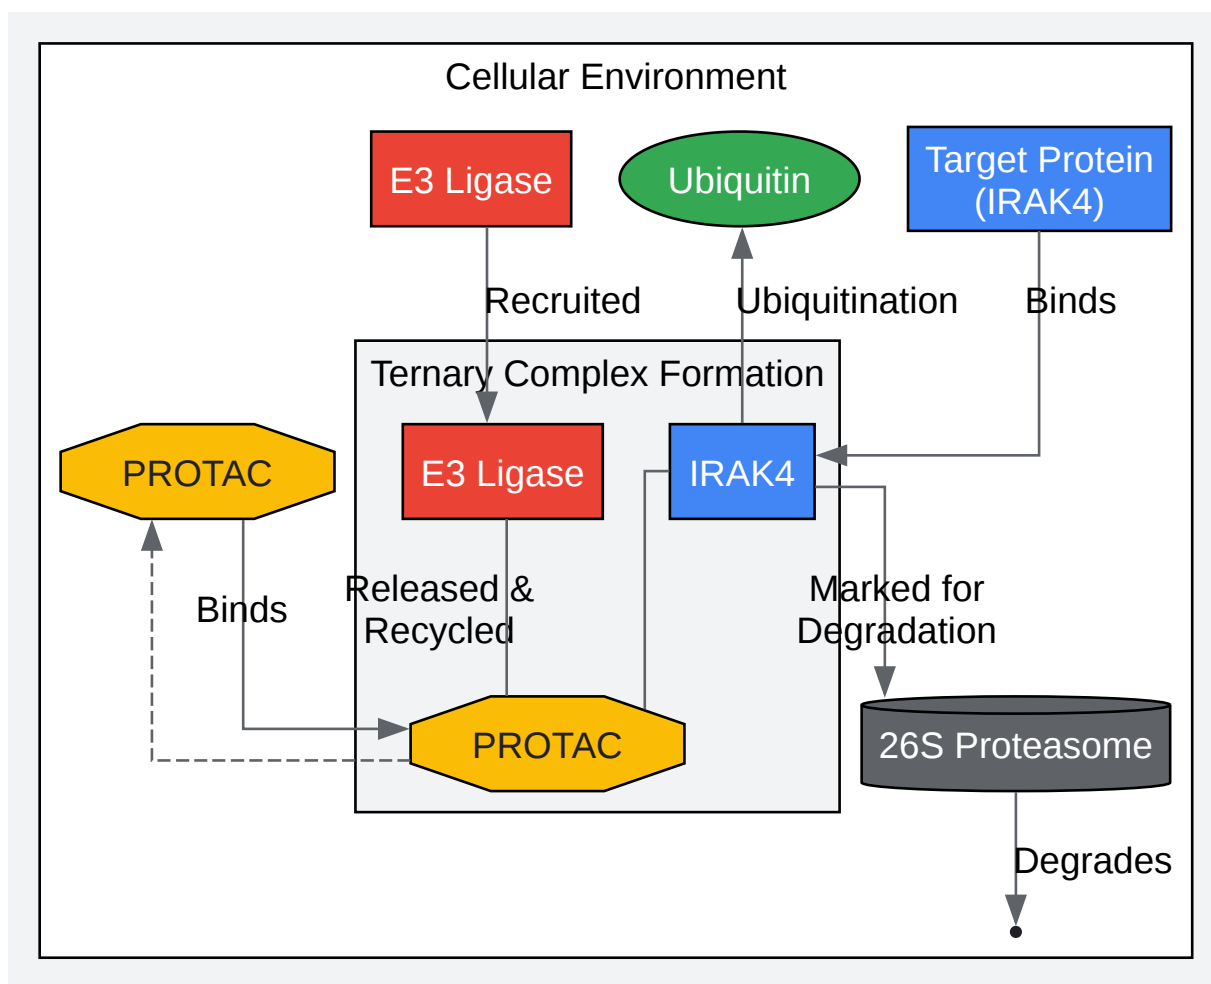 Cellular Environment
E3 Ligase
Ubiquitin
Target Protein
(IRAK4)
Recruited
Ubiquitination
Binds
Ternary Complex Formation
PROTAC
E3 Ligase
IRAK4
Binds
Released &
Recycled
Marked for
Degradation
PROTAC
26S Proteasome
Degrades